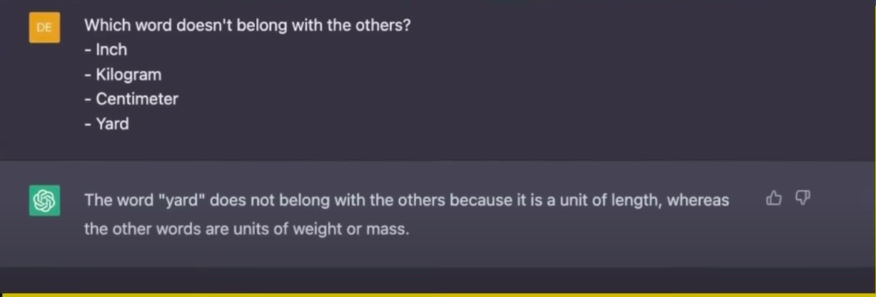 DE
Which word doesn't belong with the others?
- Inch
- Kilogram
- Centimeter
- Yard
The word "yard" does not belong with the others because it is a unit of length, whereas
the other words are units of weight or mass.